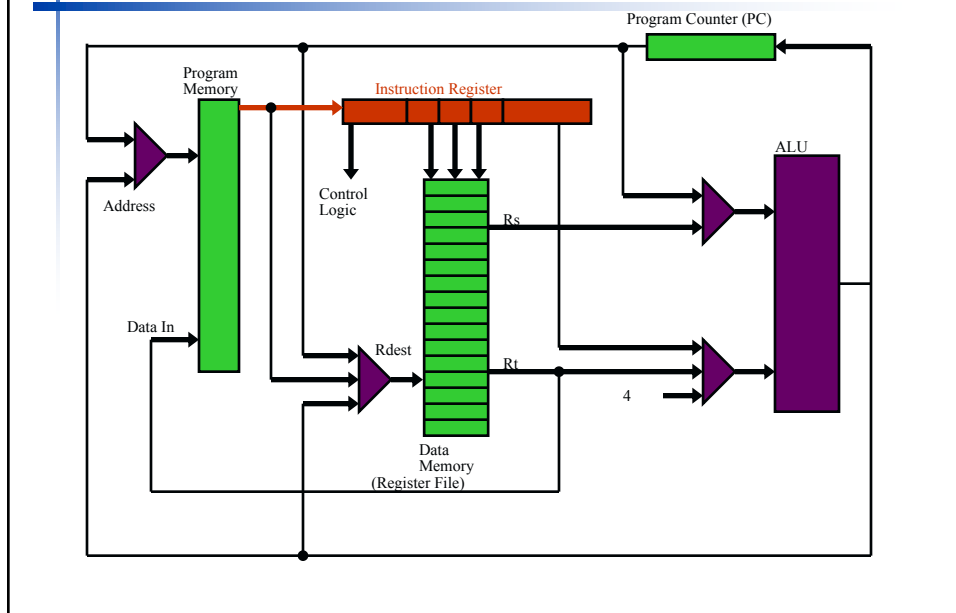 Program Counter (PC)
Program
Memory
Instruction Register
ALU
Control
Logic
Address
Rs
Data In
Rdest
Rt
4
Data
Memory
(Register File)